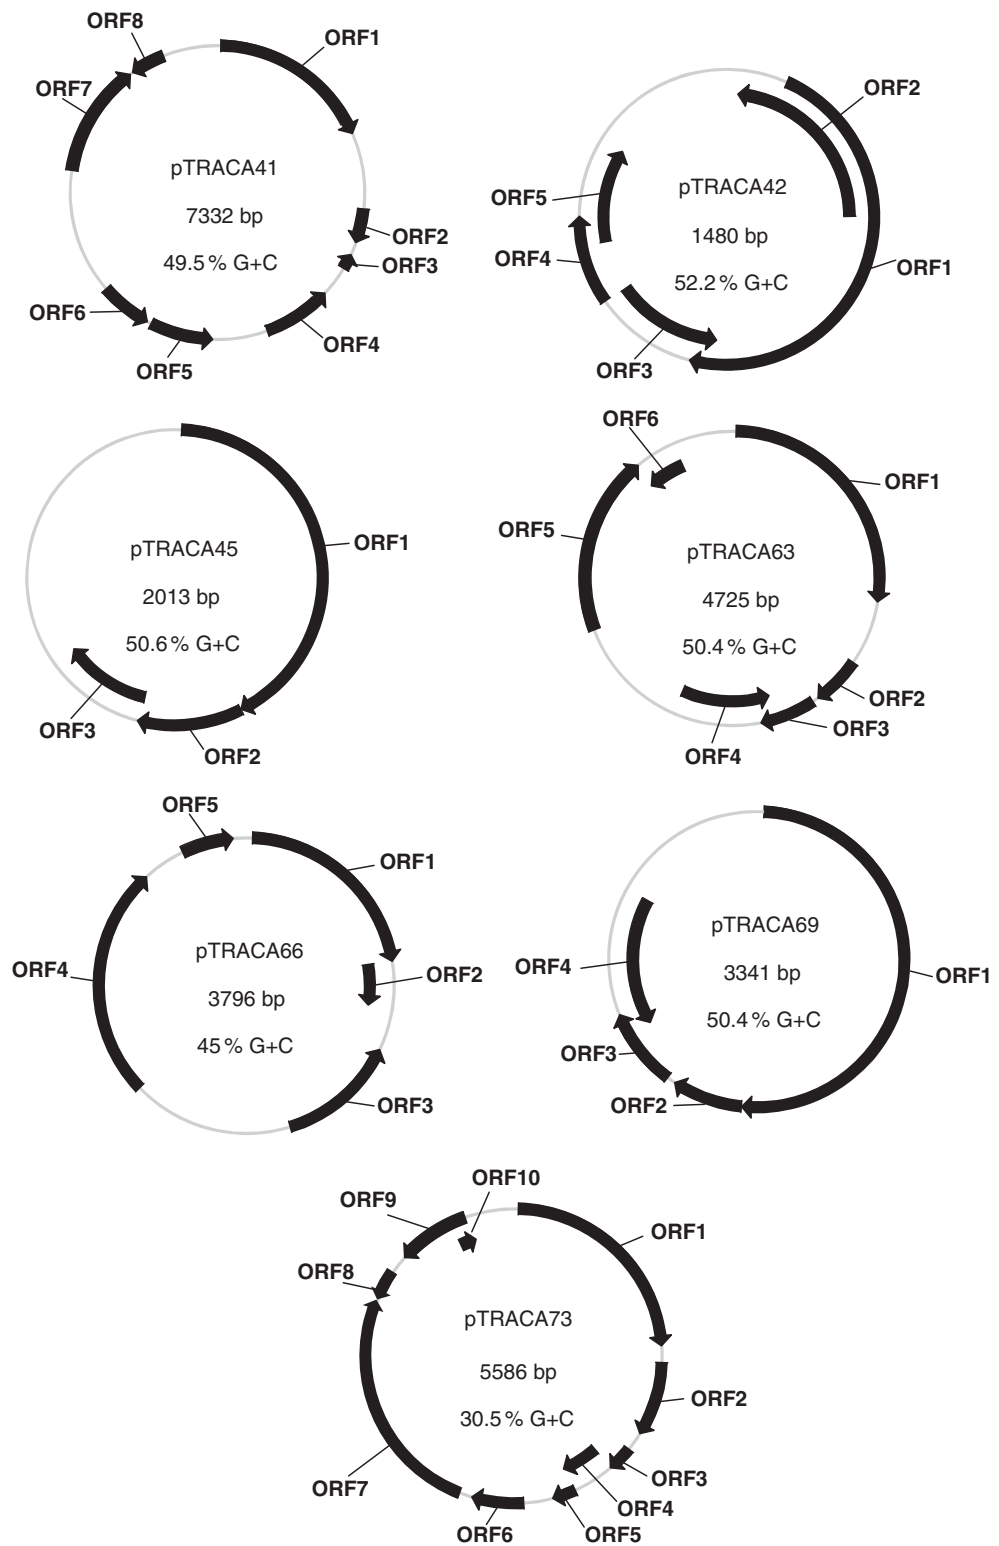 ORF8
ORF1
ORF7
pTRACA41
7332 bp
49.5% G+C
ORF2
ORF3
ORF6
ORF4
ORF5
ORF2
ORF5
pTRACA42
1480 bp
52.2% G+C
ORF4
ORF1
ORF3
ORF1
pTRACA45
2013 bp
50.6% G+C
ORF3
ORF2
ORF6
ORF1
ORF5
pTRACA63
4725 bp
50.4% G+C
ORF2
ORF3
ORF4
ORF5
ORF1
pTRACA66
ORF4
ORF2
3796 bp
45% G+C
ORF3
pTRACA69
ORF4
3341 bp
ORF1
50.4% G+C
ORF3
ORF2
ORF10
ORF9
ORF1
ORF8
pTRACA73
5586 bp
30.5% G+C
ORF2
ORF7
ORF3
ORF4
ORF6
ORF5